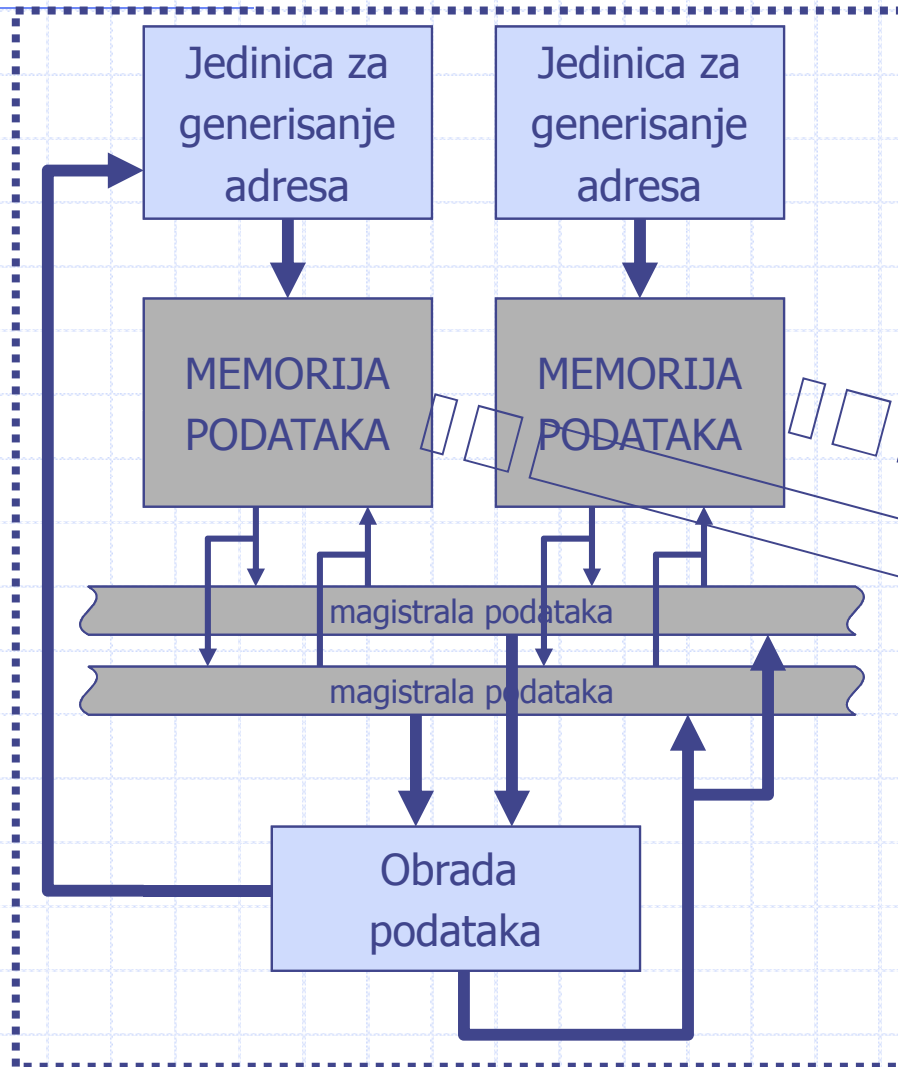 Jedinica za
generisanje
adresa
Jedinica za
generisanje
adresa
MEMORIJA
PODATAKA
MEMORIJA
PODATAKA
magistrala podataka
magistrala podataka
Obrada
podataka